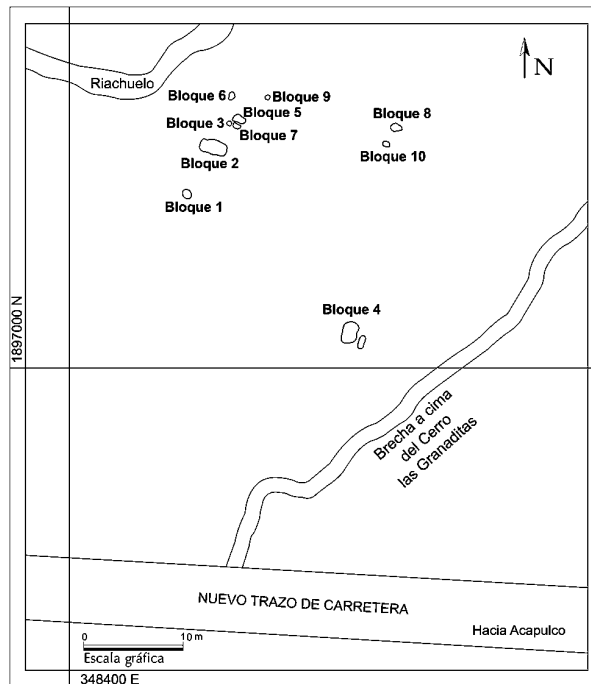 N
Riachuelo
Bloque 6
Bloque 9
Bloque 5
Bloque 3
Bloque 7
Bloque 8
Bloque 2
Bloque 10
Bloque 1
Bloque 4
1897000 N
Brecha a cima
del Cerro
las Granaditas
NUEVO TRAZO DE CARRETERA
Hacia Acapulco
0 10 m
Escala gráfica
348400 E